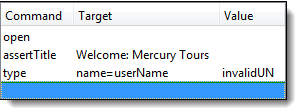 Command Target Value
open
assertTitle Welcome: Mercury Tours
type name=userName invalidUN